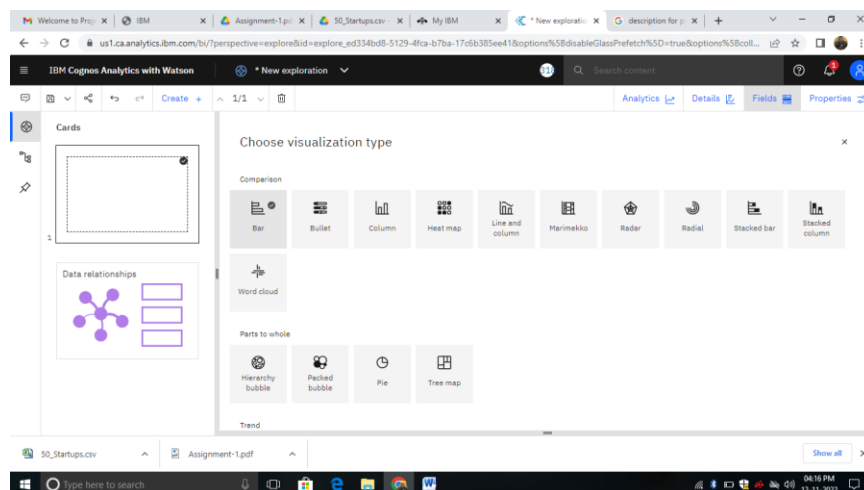 Welcome to Proj
IBM
Assignment-1.pd
50_Startups.csv -
My IBM
* New exploratio
description for p
us1.ca.analytics.ibm.com/bi/?perspective=explore&id=explore_ed334bd8-5129-4fca-b7ba-17c6b385ee41&options%5BdisableGlassPrefetch%5D=true&options%5Bcoll...
IBM Cognos Analytics with Watson
* New exploration
Search content
Create +
1/1
Analytics
Details
Fields
Properties
Cards
1
Data relationships
Choose visualization type
Comparison
Bar
Bullet
Column
Heat map
Line and
column
Marimekko
Radar
Radial
Stacked bar
Stacked
column
Word cloud
Parts to whole
Hierarchy
bubble
Packed
bubble
Pie
Tree map
Trend
50_Startups.csv
Assignment-1.pdf
Show all
Type here to search
04:16 PM
12-11-2022